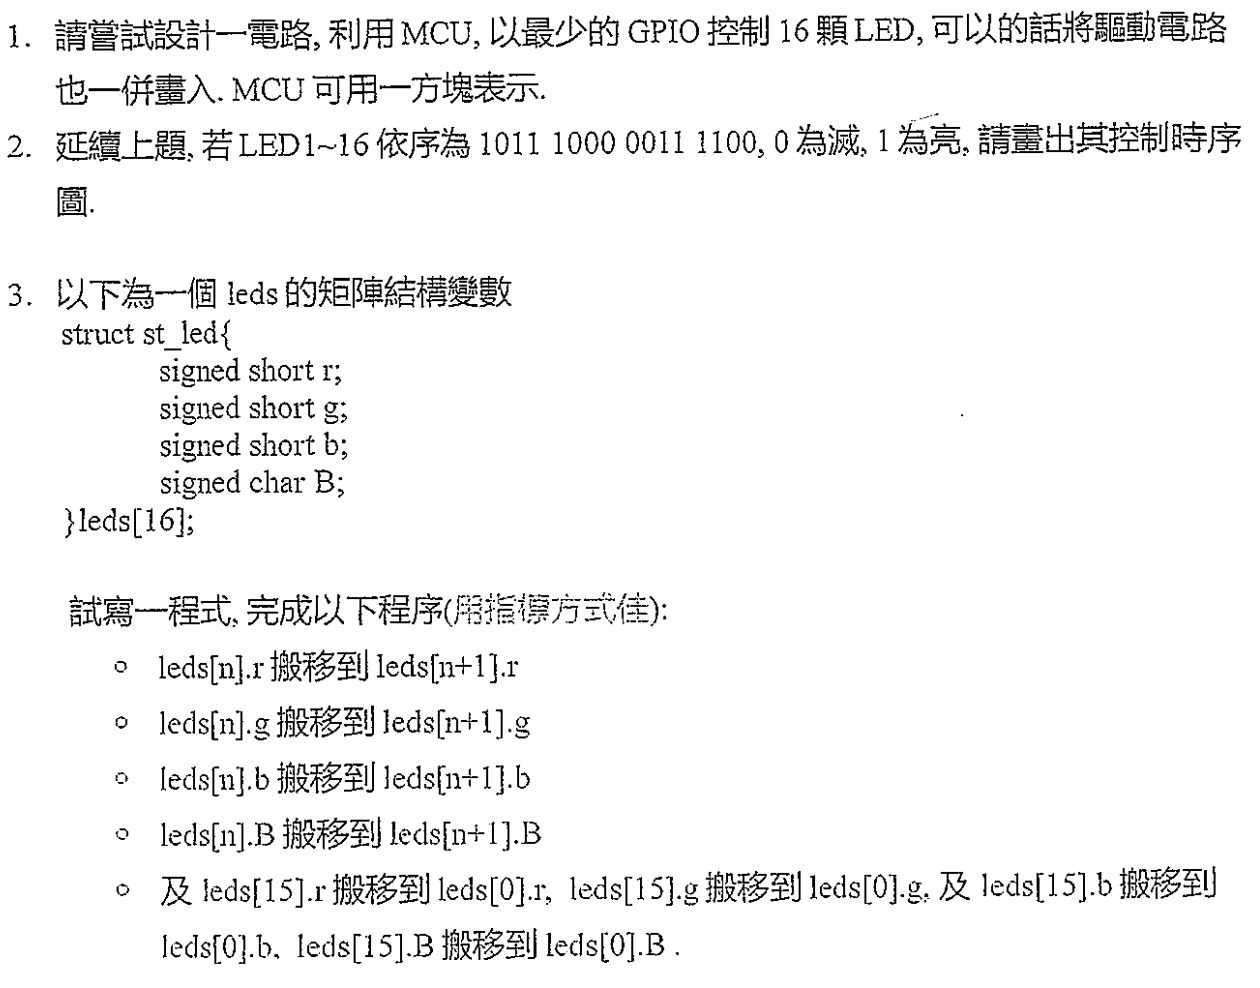 1. 請嘗試設計一電路, 利用 MCU, 以最少的 GPIO 控制 16 顆 LED, 可以的話將驅動電路
也一併畫入. MCU 可用一方塊表示.
2. 延續上題, 若 LED1~16 依序為 1011 1000 0011 1100, 0 為滅, 1 為亮, 請畫出其控制時序
圖.
3. 以下為一個 leds 的矩陣結構變數
struct st_led{
signed short r;
signed short g;
signed short b;
signed char B;
}leds[16];
試寫一程式, 完成以下程序(用指標方式佳):
○ leds[n].r 搬移到 leds[n+1].r
○ leds[n].g 搬移到 leds[n+1].g
○ leds[n].b 搬移到 leds[n+1].b
○ leds[n].B 搬移到 leds[n+1].B
○ 及 leds[15].r 搬移到 leds[0].r, leds[15].g 搬移到 leds[0].g, 及 leds[15].b 搬移到
leds[0].b, leds[15].B 搬移到 leds[0].B .